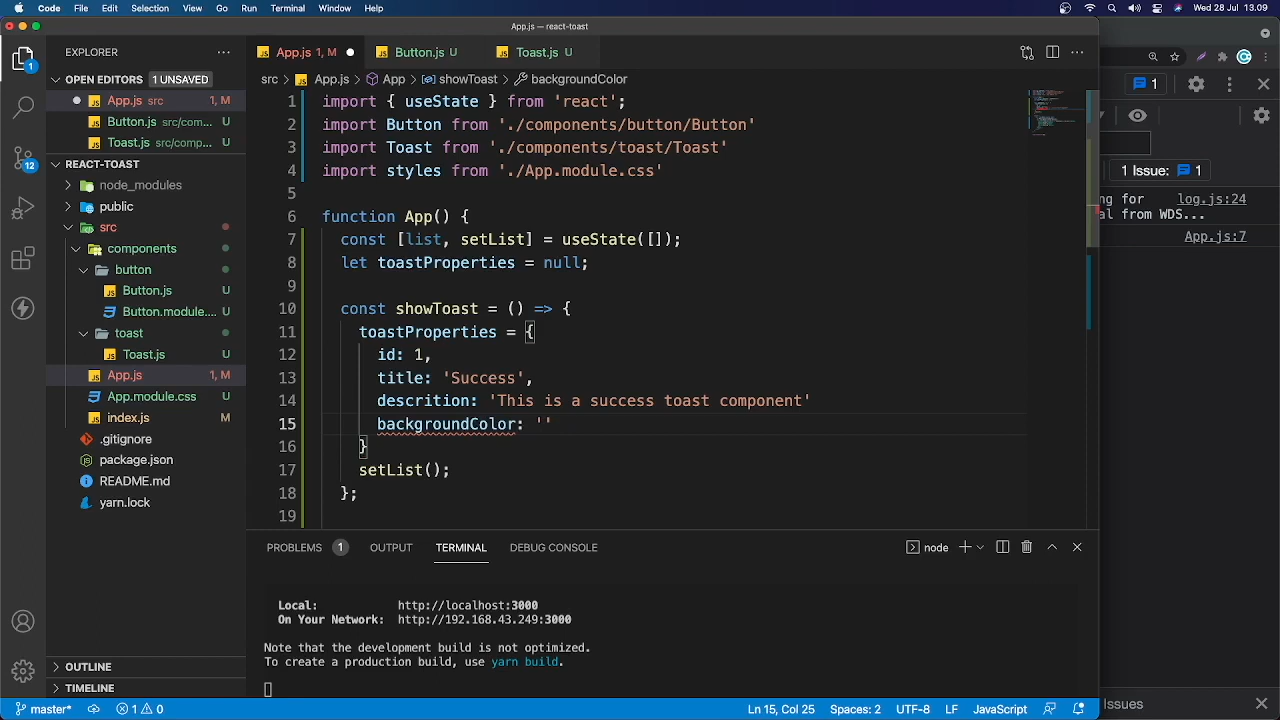 Code File Edit Selection View Go Run Terminal Window Help Wed 28 Jul 13.09
App.js — react-toast
EXPLORER
OPEN EDITORS 1 UNSAVED
App.js src 1, M
Button.js src/com... U
Toast.js src/comp... U
REACT-TOAST
node_modules
public
src
components
button
Button.js U
Button.module.... U
toast
Toast.js U
App.js 1, M
App.module.css U
index.js M
.gitignore
package.json
README.md
yarn.lock
OUTLINE
TIMELINE
1
12
App.js 1, M
Button.js U
Toast.js U
src > App.js > App > showToast > backgroundColor
1 import { useState } from 'react';
2 import Button from './components/button/Button'
3 import Toast from './components/toast/Toast'
4 import styles from './App.module.css'
5
6 function App() {
7 const [list, setList] = useState([]);
8 let toastProperties = null;
9
10 const showToast = () => {
11 toastProperties = {
12 id: 1,
13 title: 'Success',
14 descrition: 'This is a success toast component'
15 backgroundColor: ''
16 }
17 setList();
18 };
19
PROBLEMS 1 OUTPUT TERMINAL DEBUG CONSOLE
node
Local: http://localhost:3000
On Your Network: http://192.168.43.249:3000
Note that the development build is not optimized.
To create a production build, use yarn build.
master* 1 0
Ln 15, Col 25 Spaces: 2 UTF-8 LF JavaScript
1
1 Issue: 1
ng for log.js:24
al from WDS...
App.js:7
Issues